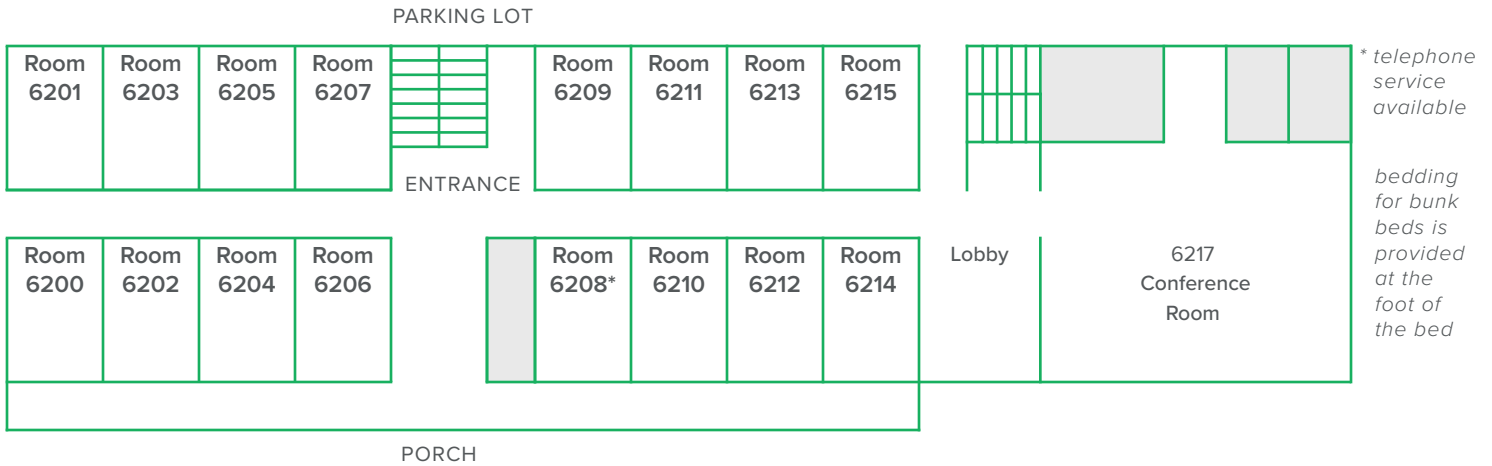 PARKING LOT
Room
6201
Room
6203
Room
6205
Room
6207
Room
6209
Room
6211
Room
6213
Room
6215
* telephone
service
available
ENTRANCE
bedding
for bunk
beds is
provided
at the
foot of
the bed
Room
6200
Room
6202
Room
6204
Room
6206
Room
6208*
Room
6210
Room
6212
Room
6214
Lobby
6217
Conference
Room
PORCH